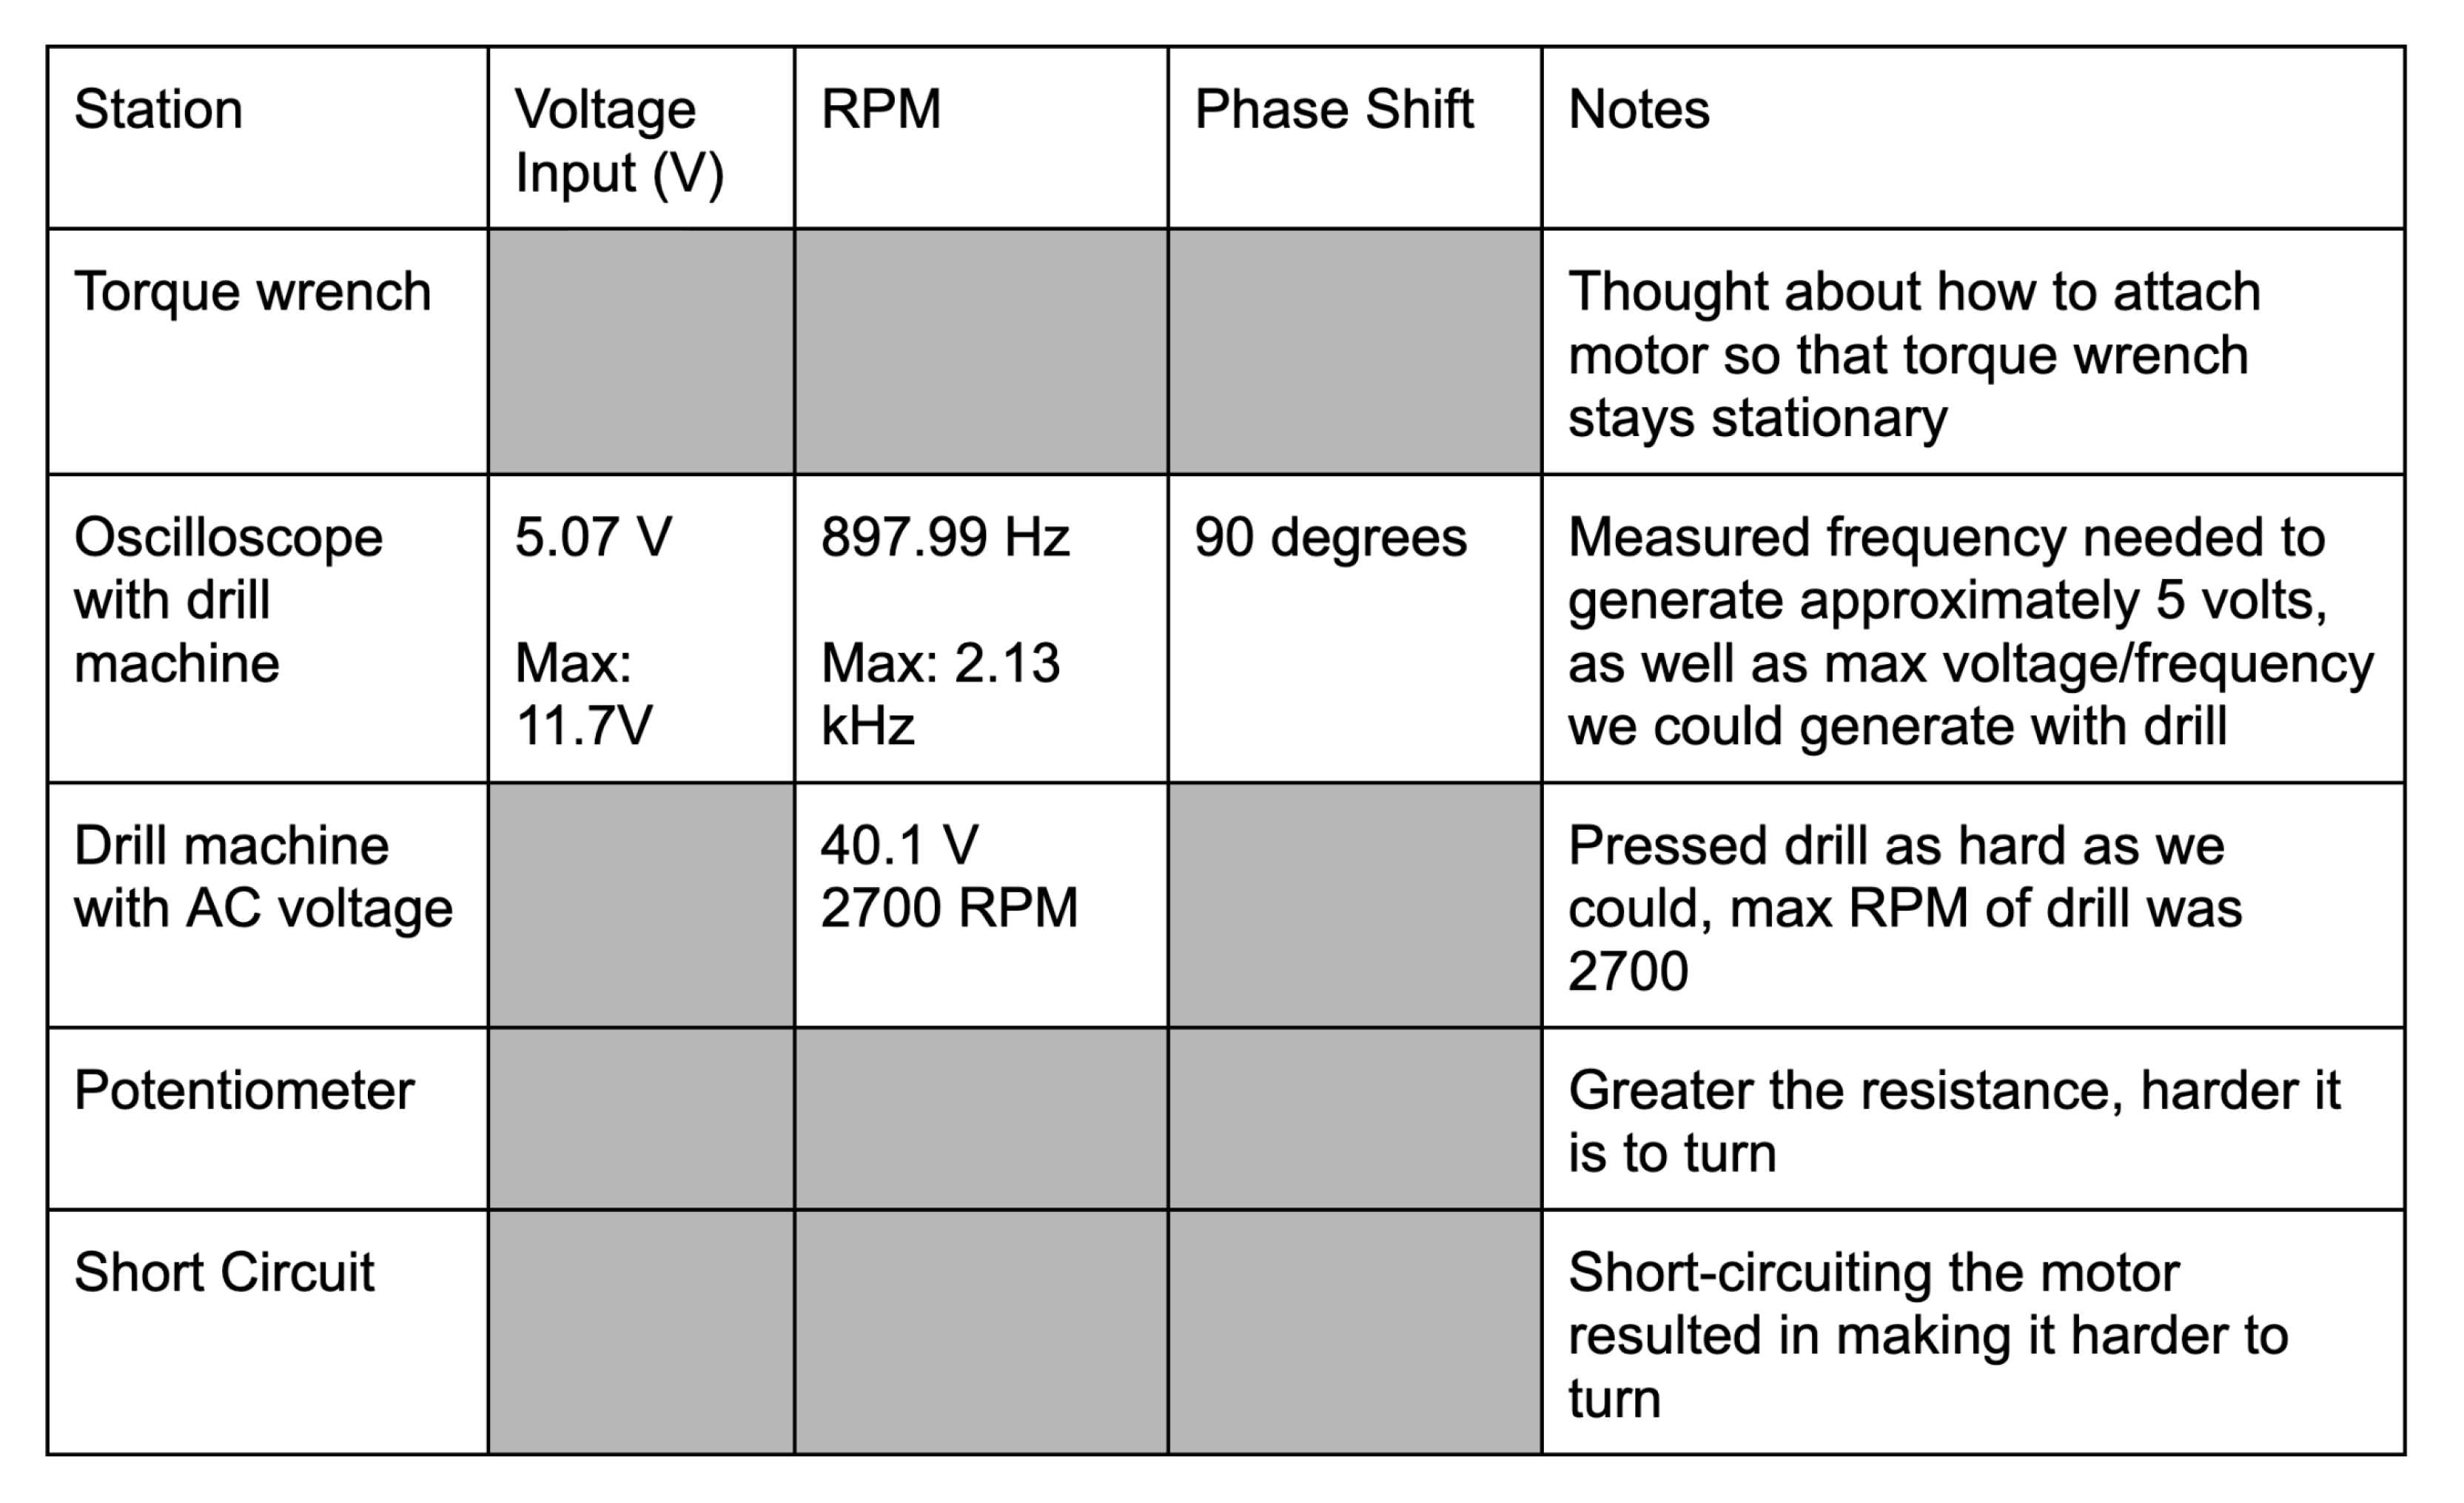 Station
Voltage
Input (V)
RPM
Phase Shift
Notes
Torque wrench
Thought about how to attach
motor so that torque wrench
stays stationary
Oscilloscope
with drill
machine
5.07 V
Max:
11.7V
897.99 Hz
Max: 2.13
kHz
90 degrees
Measured frequency needed to
generate approximately 5 volts,
as well as max voltage/frequency
we could generate with drill
Drill machine
with AC voltage
40.1 V
2700 RPM
Pressed drill as hard as we
could, max RPM of drill was
2700
Potentiometer
Greater the resistance, harder it
is to turn
Short Circuit
Short-circuiting the motor
resulted in making it harder to
turn